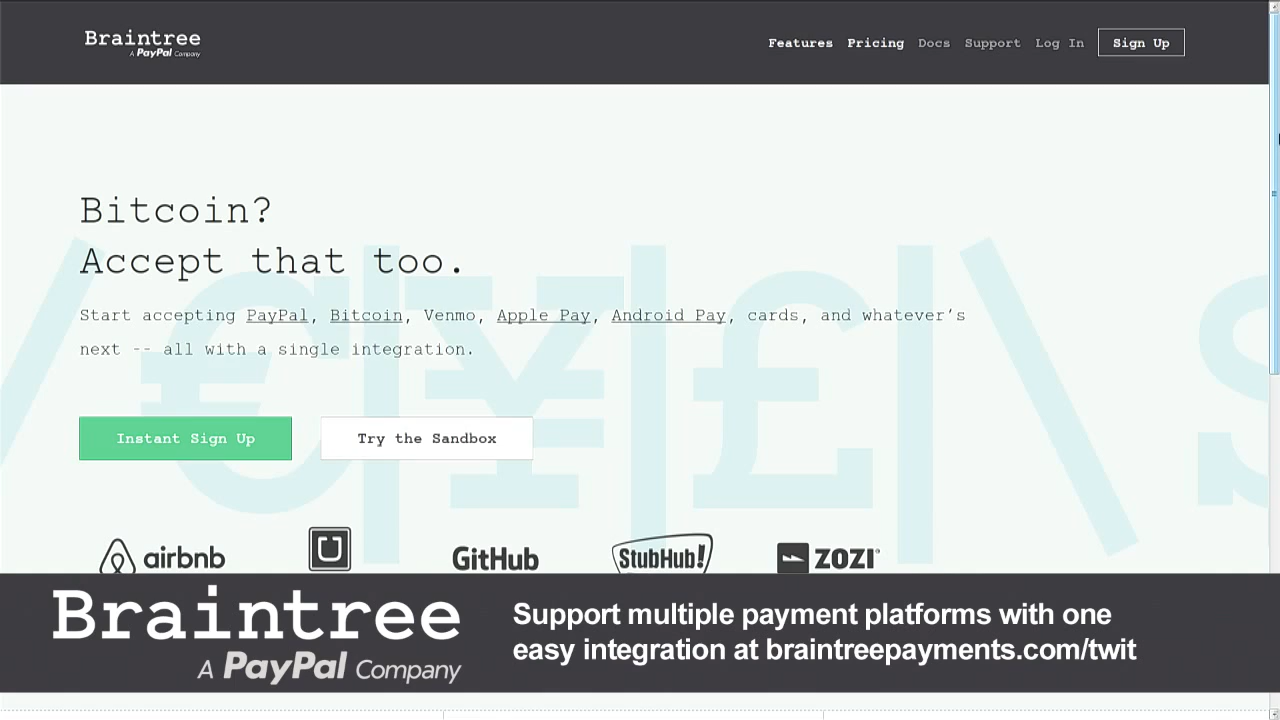 Braintree
A PayPal Company
Features Pricing Docs Support Log In Sign Up
Bitcoin?
Accept that too.
Start accepting PayPal, Bitcoin, Venmo, Apple Pay, Android Pay, cards, and whatever’s
next -- all with a single integration.
Instant Sign Up Try the Sandbox
airbnb U GitHub StubHub! ZOZI
Braintree
A PayPal Company
Support multiple payment platforms with one
easy integration at braintreepayments.com/twit